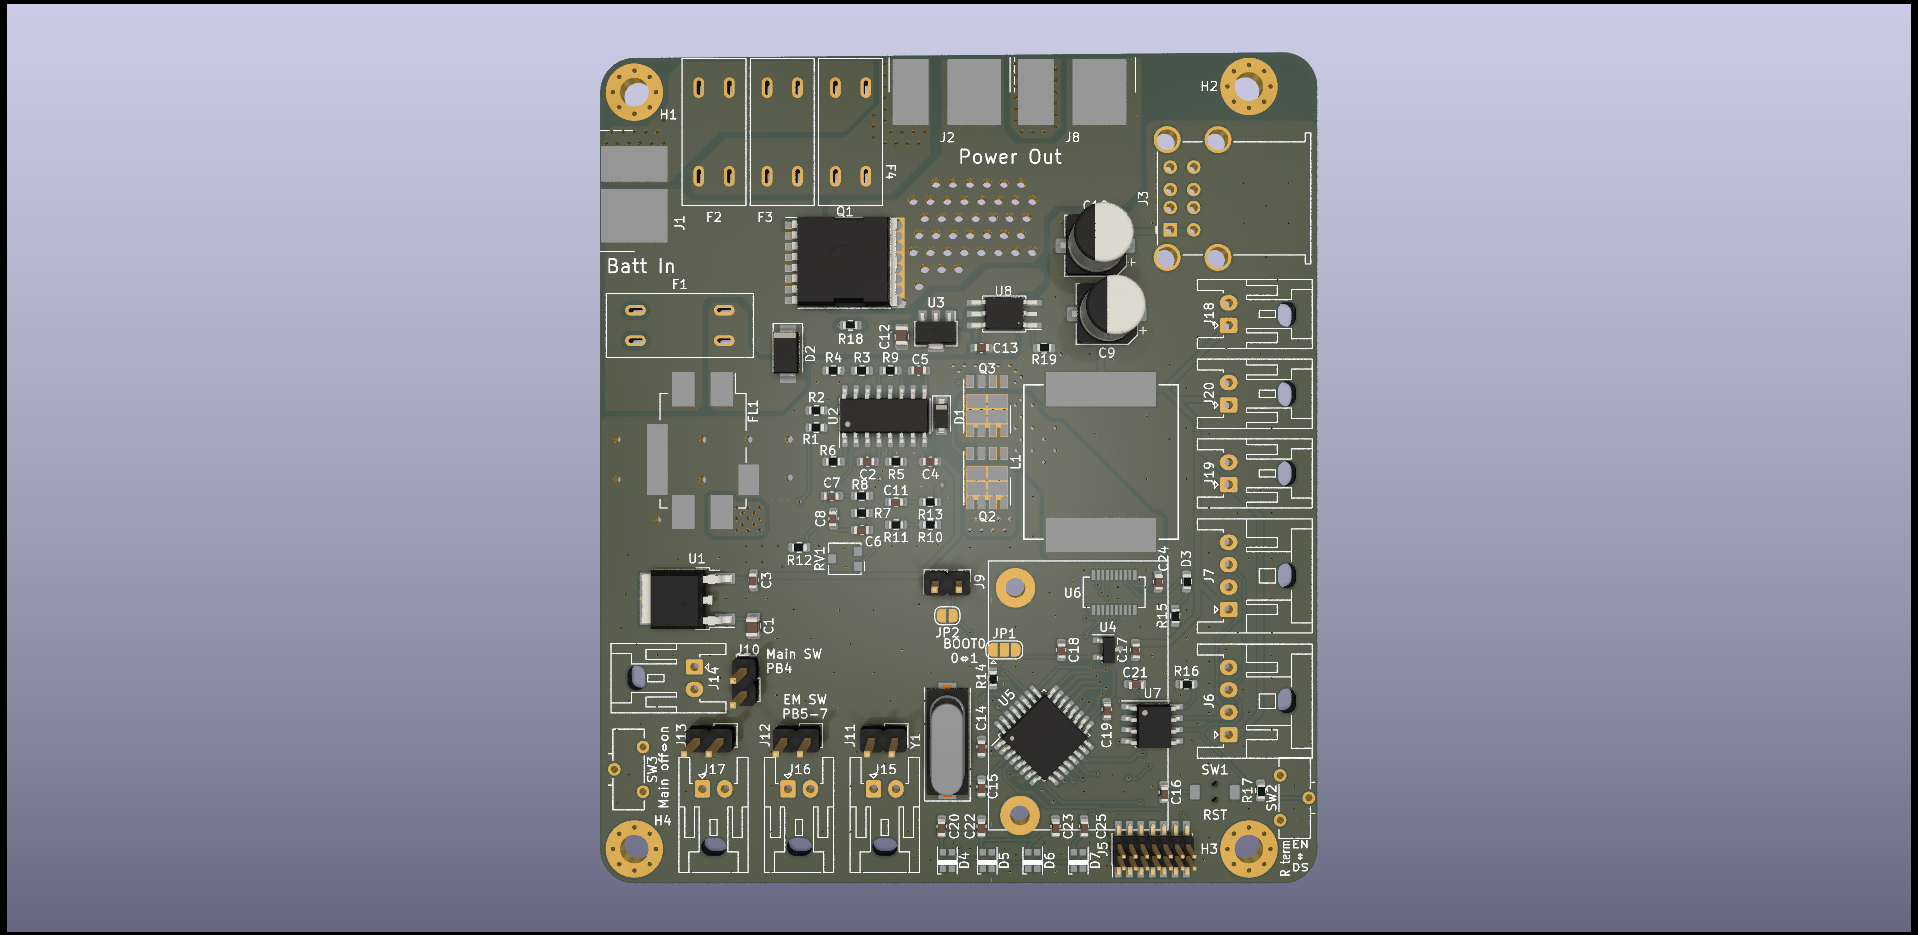 H1
H2
J2
J8
Power Out
F4
J3
J1
F2
F3
Q1
Batt In
F1
+
U3
U8
J18
C12
R18
C13
R19
C9
+
D2
R4
R3
R9
C5
Q3
J20
FL1
R2
U2
D1
R1
R6
L1
J19
C2
R5
C4
C7
R8
C11
C8
R7
R13
Q2
C6
R11
R10
R12
RV1
U1
C3
J9
C24
D3
U6
J7
R15
C1
JP2
JP1
BOOT0
0⇔1
U4
C18
C17
J10
Main SW
PB4
J14
R14
C21
R16
U7
J6
EM SW
PB5-7
U5
C14
C19
J13
J12
J11
Y1
SW3
Main off⇔on
J17
J16
J15
C15
C16
SW1
R17
SW2
RST
H4
C20
C22
C23
C25
J5
H3
D4
D5
D6
D7
R term
EN
⇕
DS